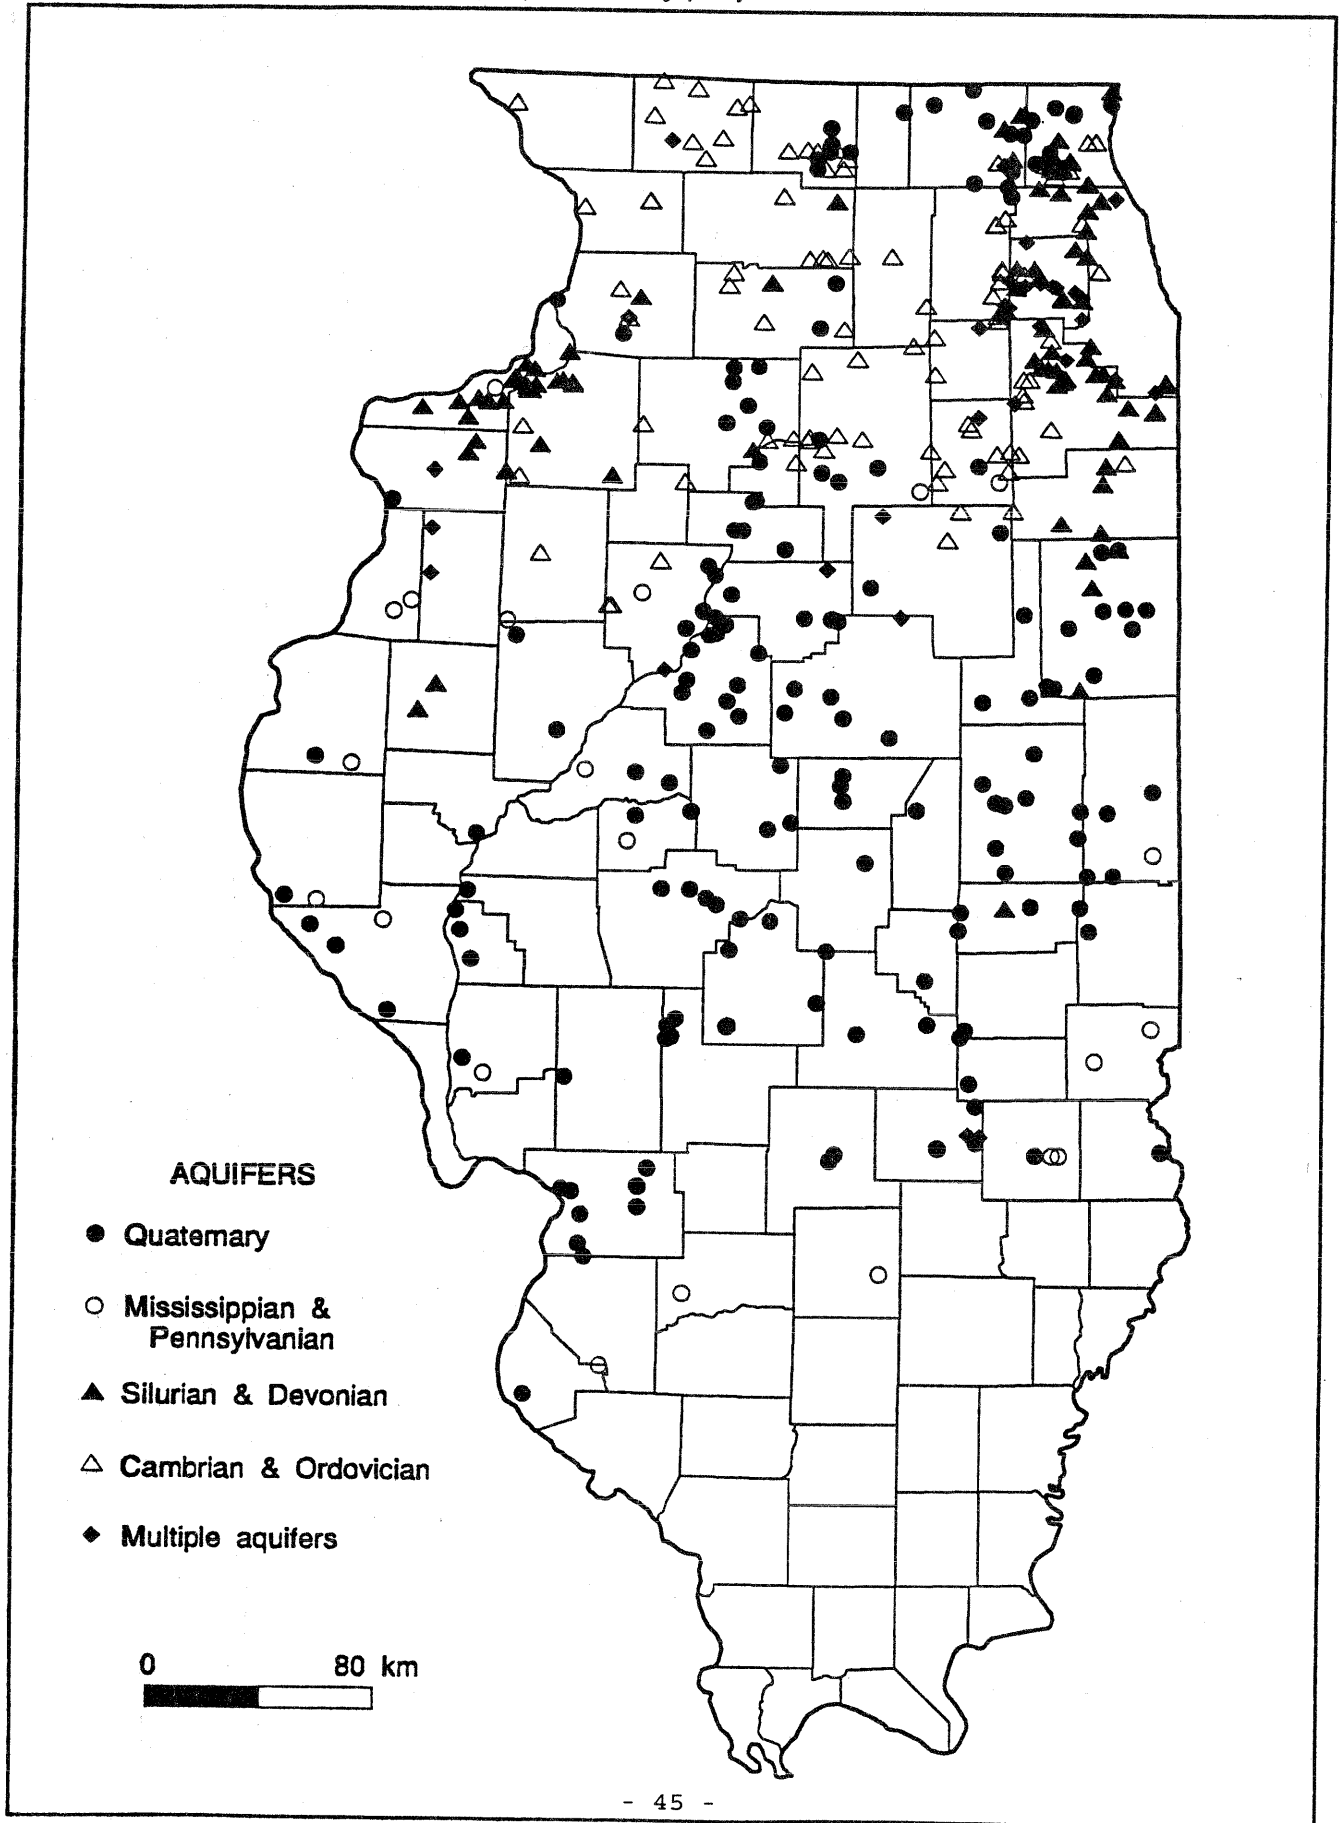 AQUIFERS
Quaternary
Mississippian &
Pennsylvanian
Silurian & Devonian
Cambrian & Ordovician
Multiple aquifers
0 80 km
- 45 -